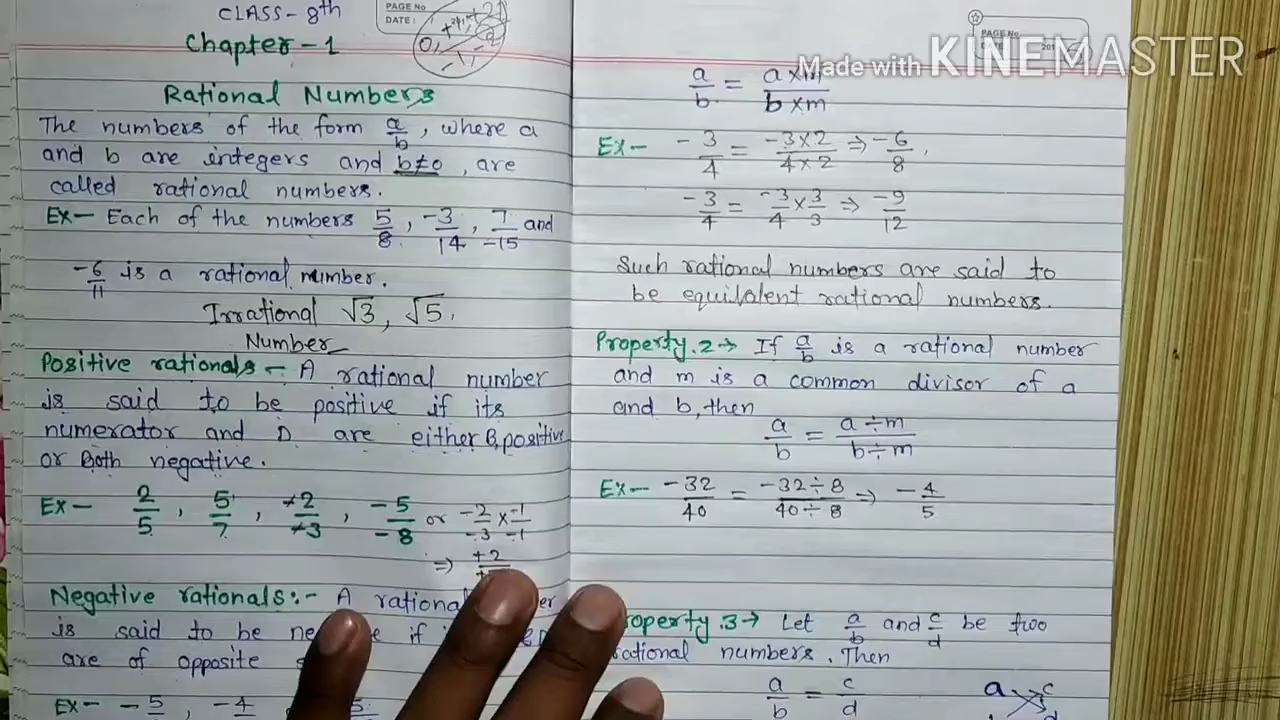 CLASS - 8th
Chapter - 1
PAGE No
DATE:
Rational Numbers
The numbers of the form a/b, where a
and b are integers and b≠0, are
called rational numbers.
Ex- Each of the numbers 5/8, -3/14, 7/-15 and
-6/11 is a rational number.
Irrational √3, √5.
Number
Positive rationals - A rational number
is said to be positive if its
numerator and D. are either B, positive
or Both negative.
Ex- 2/5, 5/7, -2/-3, -5/-8 or -2/-3 x -1/-1
⇒ +2
Negative rationals:- A
is said to be
are of opposite
Ex- -5, -4
PAGE No.
Made with KINEMASTER
a/b = a×m/b×m
Ex- -3/4 = -3×2/4×2 ⇒ -6/8,
-3/4 = -3/4 × 3/3 ⇒ -9/12
Such rational numbers are said to
be equivalent rational numbers.
Property.2→ If a/b is a rational number
and m is a common divisor of a
and b, then
a/b = a÷m/b÷m
Ex- -32/40 = -32÷8/40÷8 ⇒ -4/5
roperty.3→ Let a/b and c/d be two
rational numbers. Then
a/b = c/d